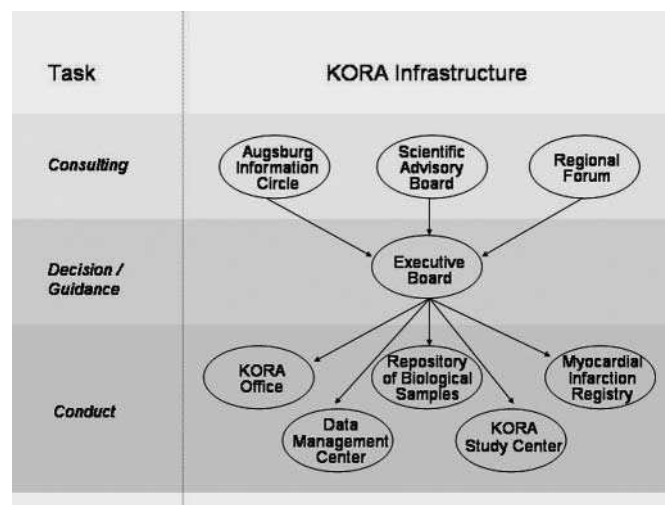 Task
KORA Infrastructure
Consulting
Augsburg
Information
Circle
Scientific
Advisory
Board
Regional
Forum
Decision /
Guidance
Executive
Board
Conduct
KORA
Office
Repository
of Biological
Samples
Myocardial
Infarction
Registry
Data
Management
Center
KORA
Study Center